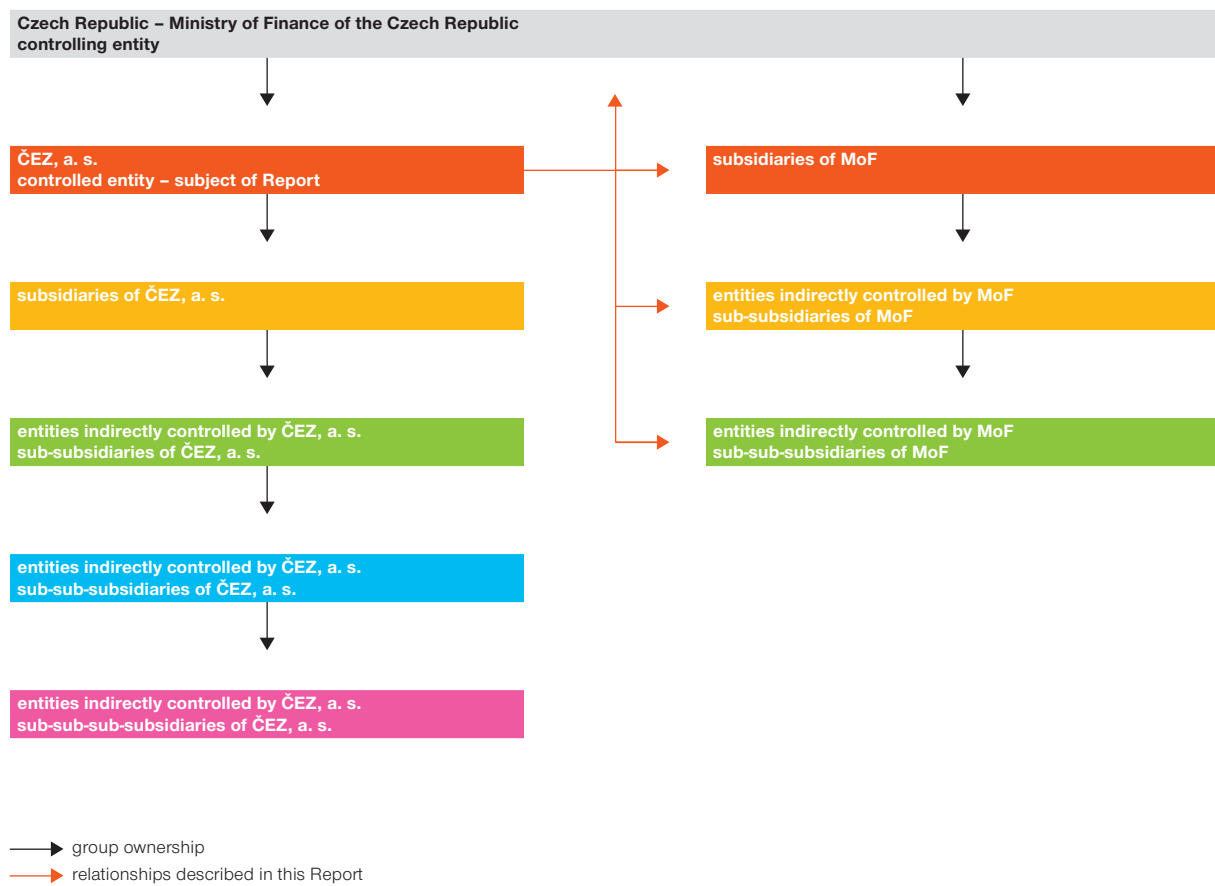 Czech Republic – Ministry of Finance of the Czech Republic
controlling entity
ČEZ, a. s.
controlled entity – subject of Report
subsidiaries of MoF
subsidiaries of ČEZ, a. s.
entities indirectly controlled by MoF
sub-subsidiaries of MoF
entities indirectly controlled by ČEZ, a. s.
sub-subsidiaries of ČEZ, a. s.
entities indirectly controlled by MoF
sub-sub-subsidiaries of MoF
entities indirectly controlled by ČEZ, a. s.
sub-sub-subsidiaries of ČEZ, a. s.
entities indirectly controlled by ČEZ, a. s.
sub-sub-sub-subsidiaries of ČEZ, a. s.
group ownership
relationships described in this Report